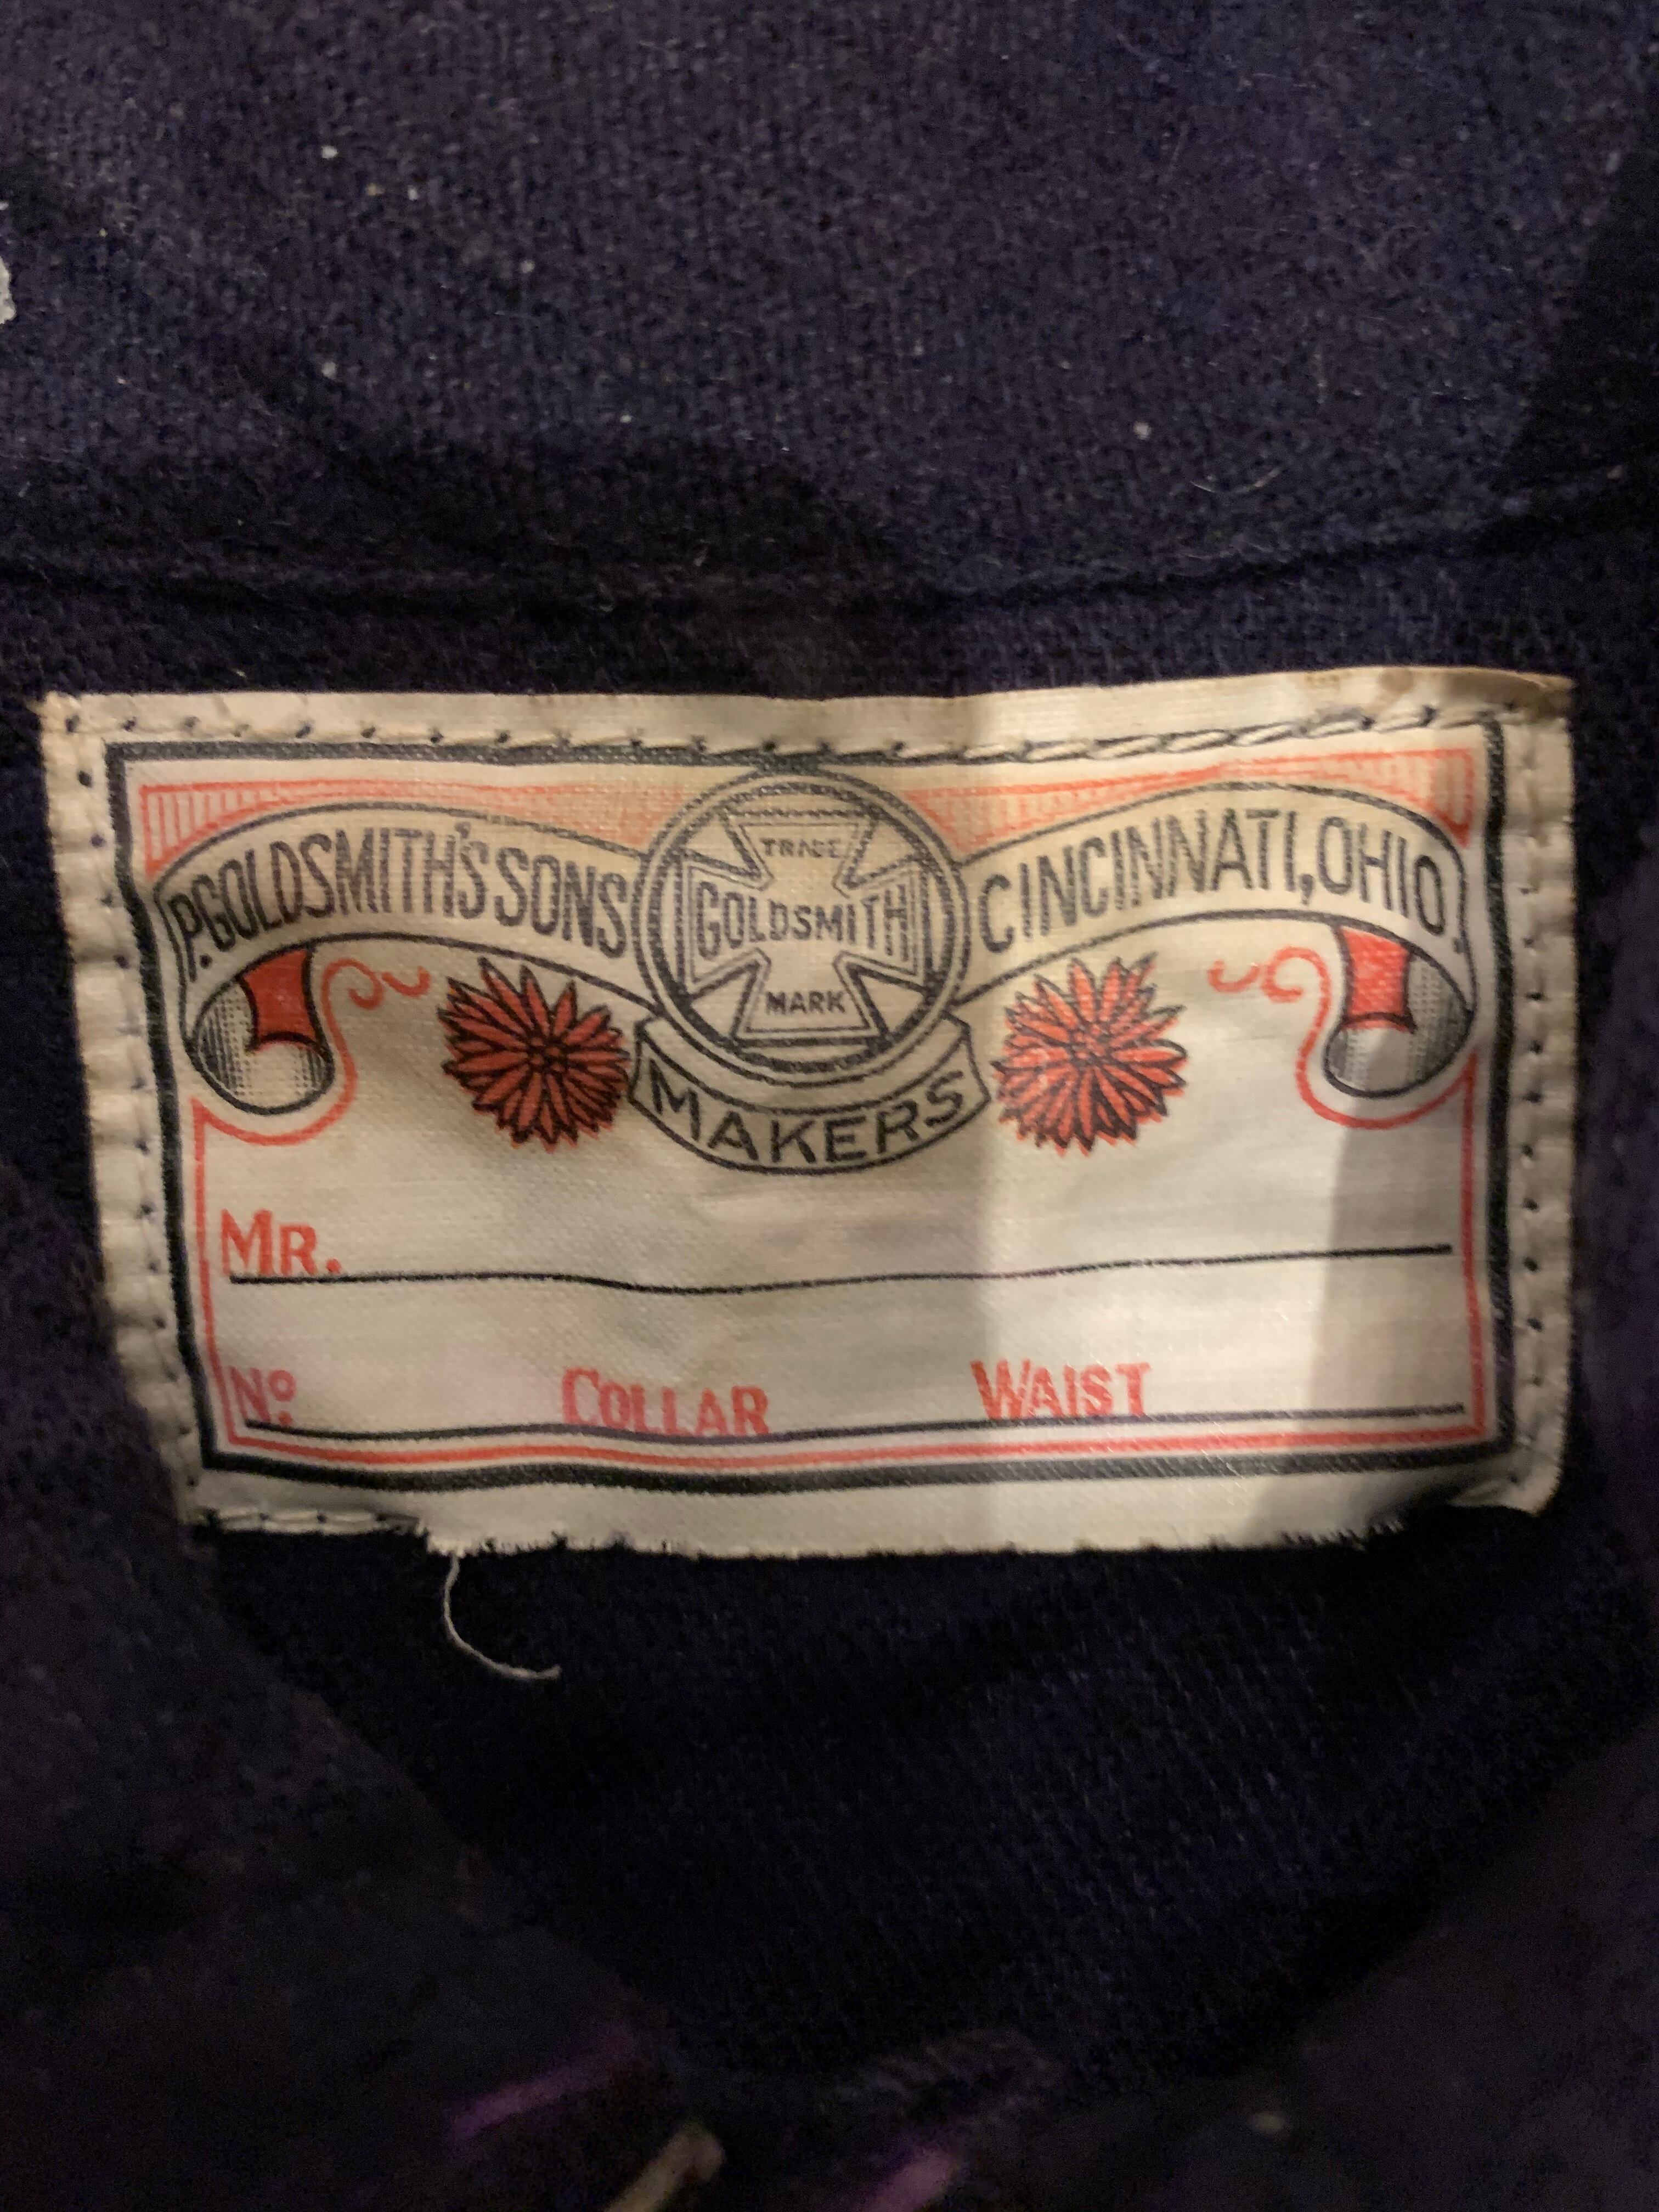 P. GOLDSMITH'S SONS
TRADE
GOLDSMITH
MARK
CINCINNATI, OHIO.
MAKERS
MR.
No. COLLAR WAIST